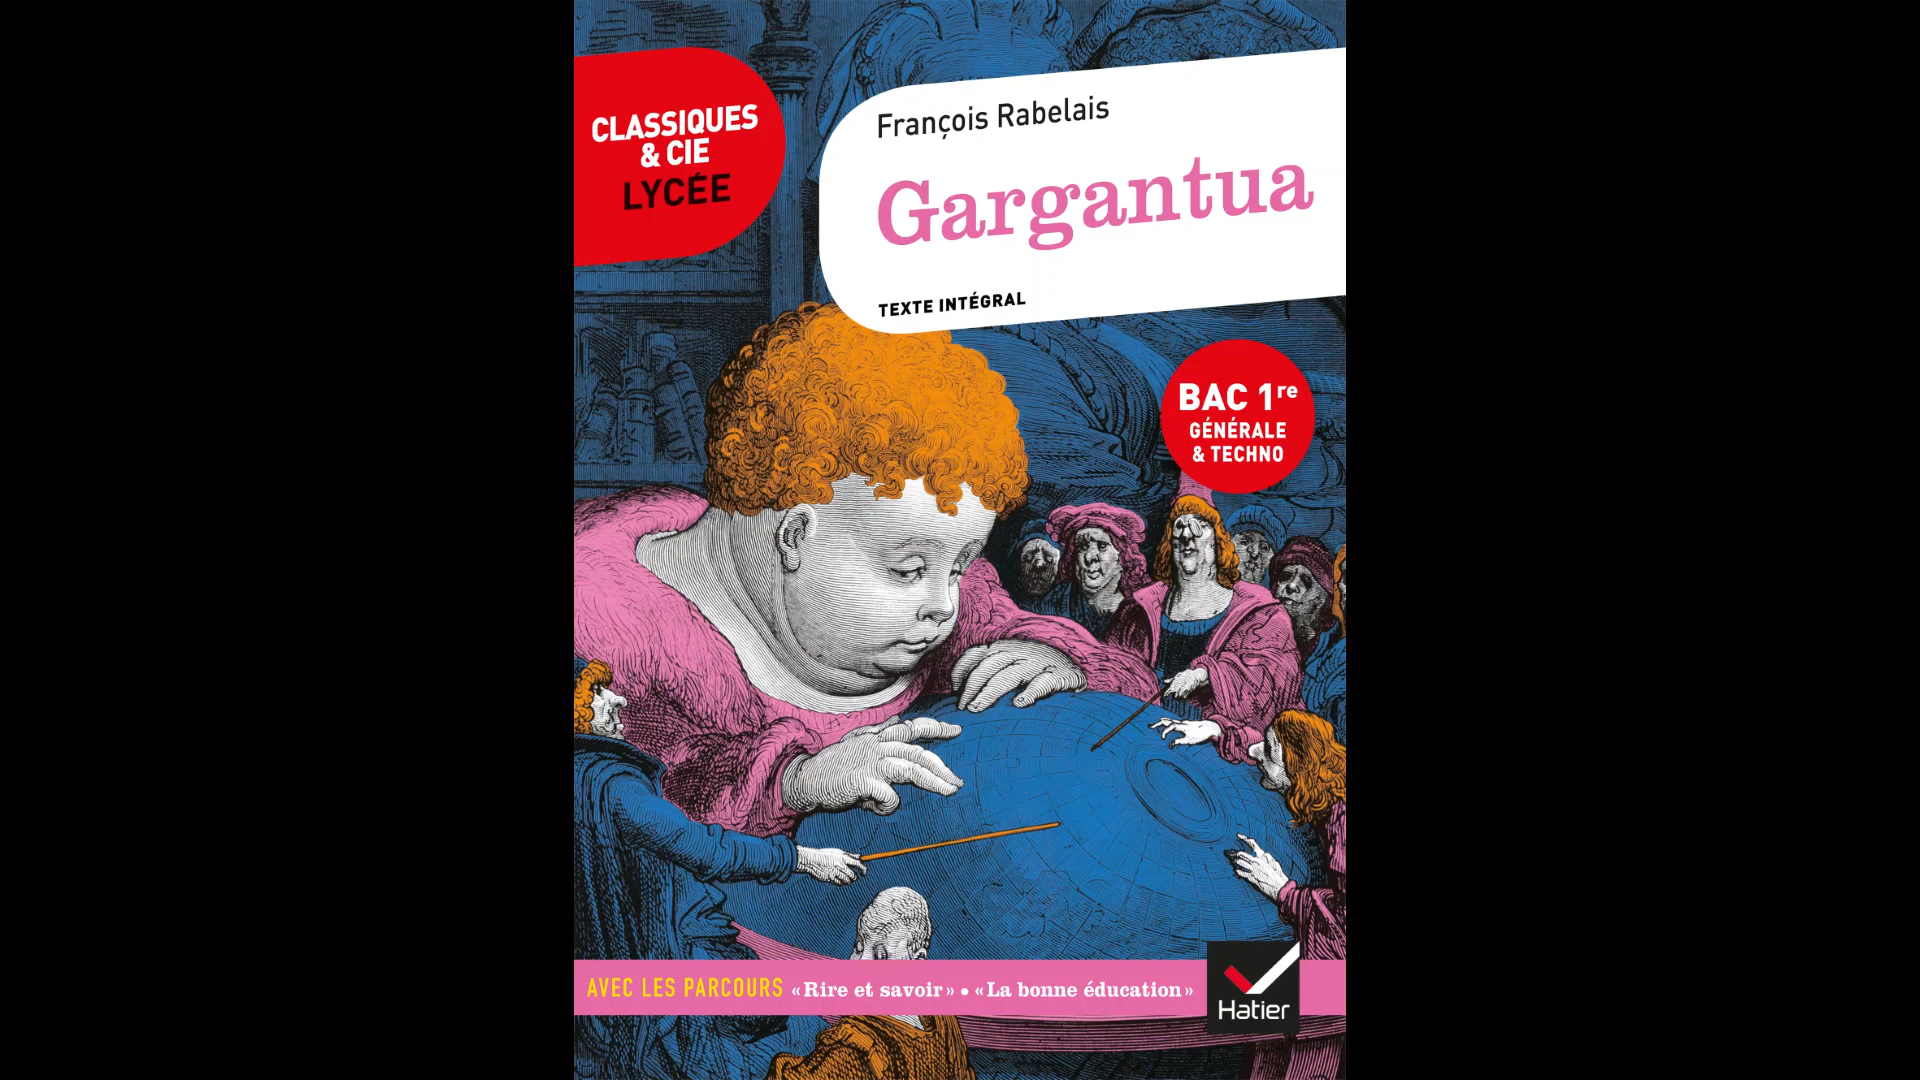 CLASSIQUES
& CIE
LYCÉE
François Rabelais
Gargantua
TEXTE INTÉGRAL
BAC 1re
GÉNÉRALE
& TECHNO
AVEC LES PARCOURS « Rire et savoir » • « La bonne éducation »
Hatier